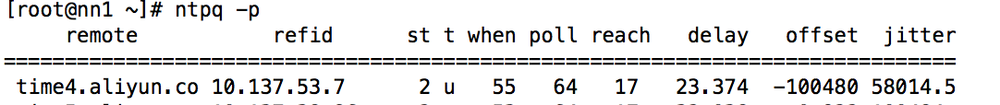 [root@nn1 ~]# ntpq -p
remote refid st t when poll reach delay offset jitter
==============================================================================
time4.aliyun.co 10.137.53.7 2 u 55 64 17 23.374 -100480 58014.5